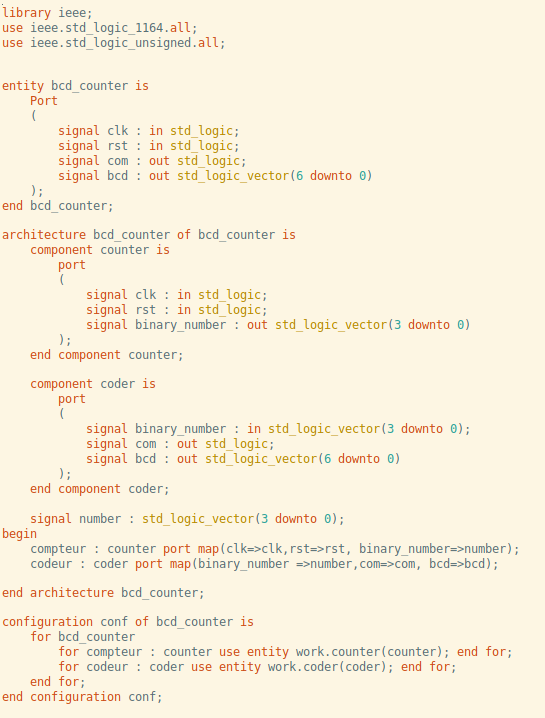 library ieee;
use ieee.std_logic_1164.all;
use ieee.std_logic_unsigned.all;
entity bcd_counter is
Port
(
signal clk : in std_logic;
signal rst : in std_logic;
signal com : out std_logic;
signal bcd : out std_logic_vector(6 downto 0)
);
end bcd_counter;
architecture bcd_counter of bcd_counter is
component counter is
port
(
signal clk : in std_logic;
signal rst : in std_logic;
signal binary_number : out std_logic_vector(3 downto 0)
);
end component counter;
component coder is
port
(
signal binary_number : in std_logic_vector(3 downto 0);
signal com : out std_logic;
signal bcd : out std_logic_vector(6 downto 0)
);
end component coder;
signal number : std_logic_vector(3 downto 0);
begin
compteur : counter port map(clk=>clk,rst=>rst, binary_number=>number);
codeur : coder port map(binary_number =>number,com=>com, bcd=>bcd);
end architecture bcd_counter;
configuration conf of bcd_counter is
for bcd_counter
for compteur : counter use entity work.counter(counter); end for;
for codeur : coder use entity work.coder(coder); end for;
end for;
end configuration conf;